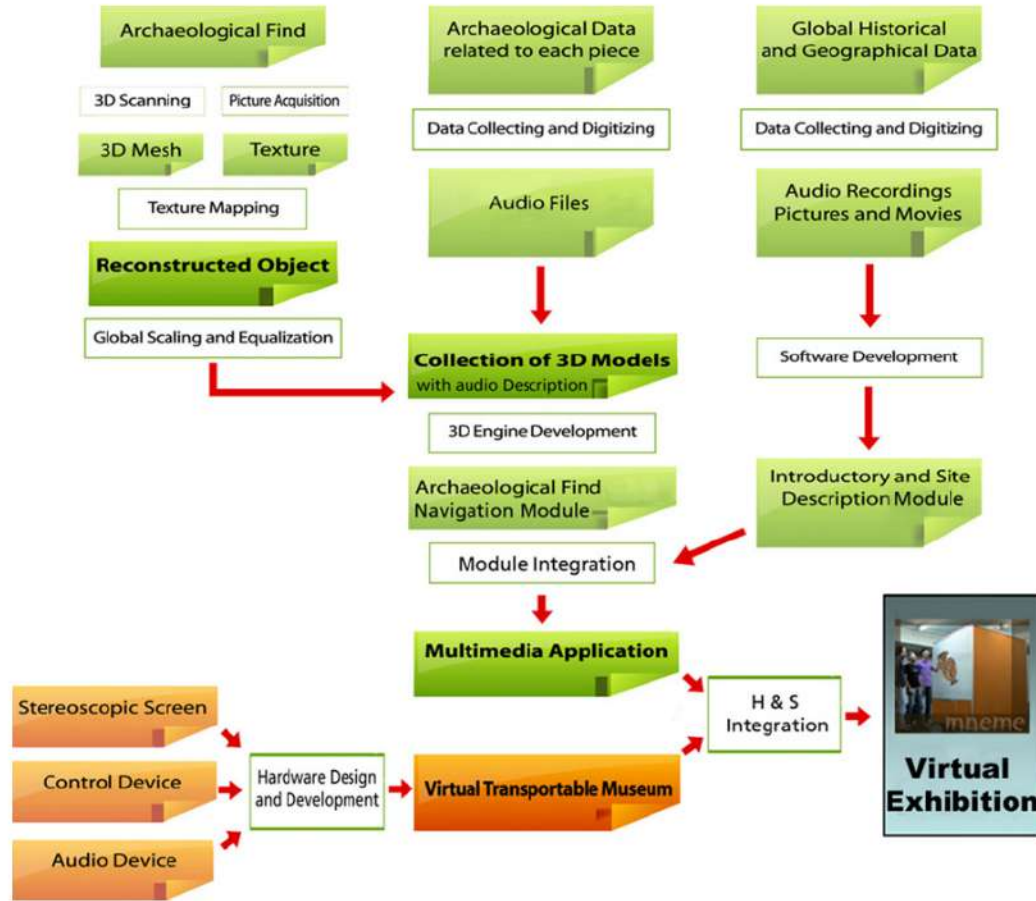 Archaeological Find
3D Scanning
Picture Acquisition
3D Mesh
Texture
Texture Mapping
Reconstructed Object
Global Scaling and Equalization
Archaeological Data
related to each piece
Data Collecting and Digitizing
Audio Files
Collection of 3D Models
with audio Description
3D Engine Development
Archaeological Find
Navigation Module
Module Integration
Multimedia Application
Global Historical
and Geographical Data
Data Collecting and Digitizing
Audio Recordings
Pictures and Movies
Software Development
Introductory and Site
Description Module
Stereoscopic Screen
Control Device
Audio Device
Hardware Design
and Development
Virtual Transportable Museum
H & S
Integration
mneme
Virtual
Exhibition